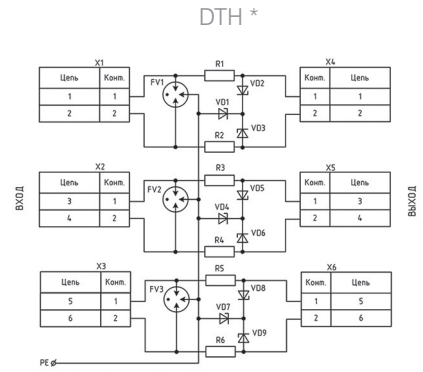 DTH *
X1 R1 X4
Цепь Конт. FV1 VD2 Конт. Цепь
1 1 VD1 1 1
2 2 VD3 2 2
R2
X2 R3 X5
Цепь Конт. FV2 VD5 Конт. Цепь
3 1 VD4 1 3
4 2 VD6 2 4
R4
ВХОД
ВЫХОД
X3 R5 X6
Цепь Конт. FV3 VD8 Конт. Цепь
5 1 VD7 1 5
6 2 VD9 2 6
R6
PE